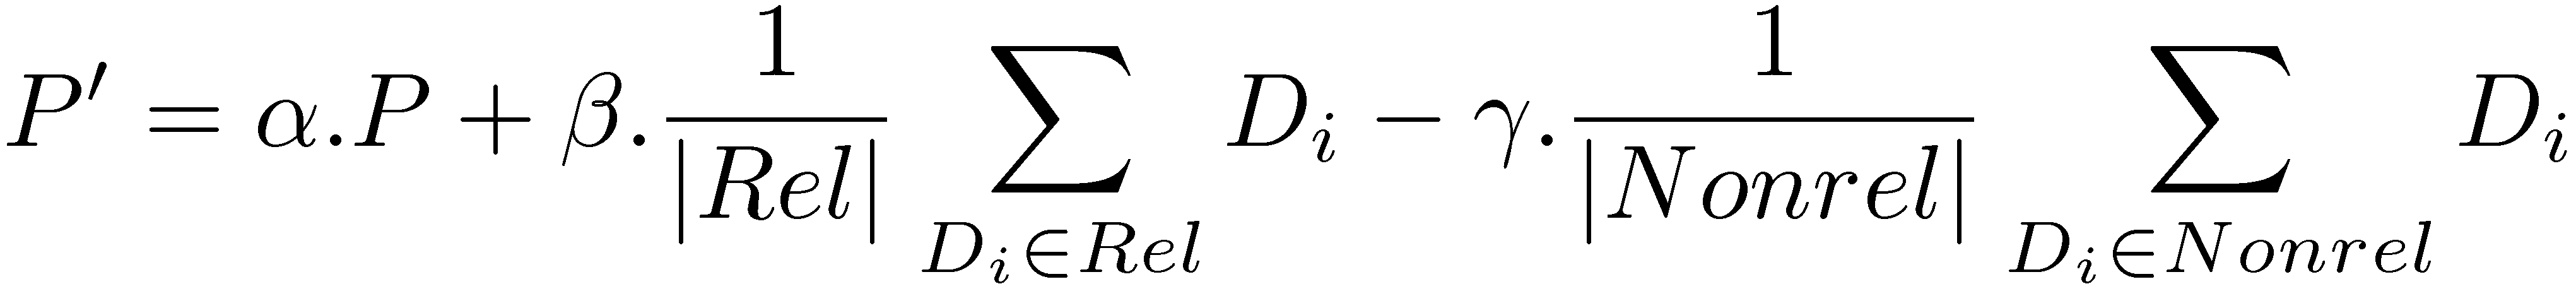 P′ = α.P + β. 1/|Rel| ∑_{D_i∈Rel} D_i − γ. 1/|Nonrel| ∑_{D_i∈Nonrel} D_i